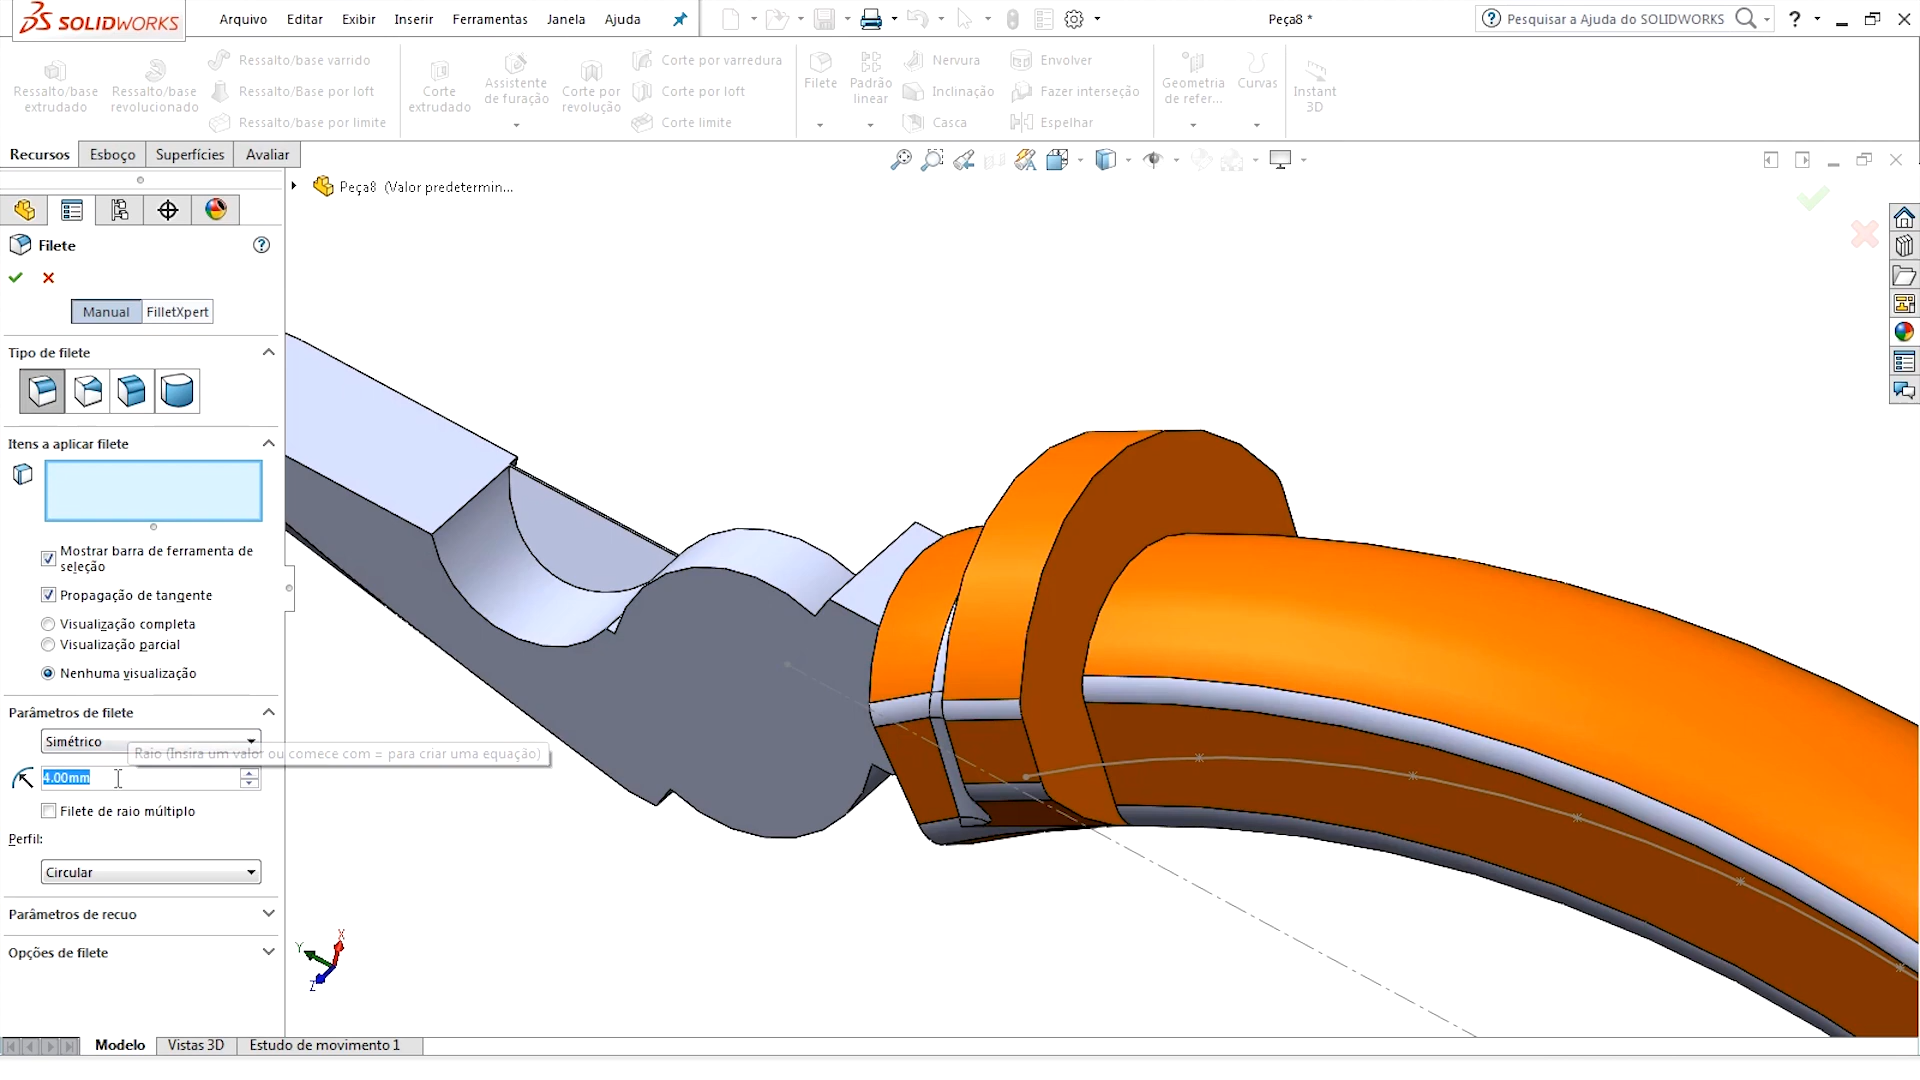 SOLIDWORKS
Arquivo Editar Exibir Inserir Ferramentas Janela Ajuda
Peça8 *
Pesquisar a Ajuda do SOLIDWORKS
?
Ressalto/base extrudado
Ressalto/base revolucionado
Ressalto/base varrido
Ressalto/Base por loft
Ressalto/base por limite
Corte extrudado
Assistente de furação
Corte por revolução
Corte por varredura
Corte por loft
Corte limite
Filete
Padrão linear
Nervura
Inclinação
Casca
Envolver
Fazer interseção
Espelhar
Geometria de refer...
Curvas
Instant 3D
Recursos Esboço Superfícies Avaliar
Peça8 (Valor predetermin...
Filete
?
Manual FilletXpert
Tipo de filete
Itens a aplicar filete
Mostrar barra de ferramenta de
seleção
Propagação de tangente
Visualização completa
Visualização parcial
Nenhuma visualização
Parâmetros de filete
Simétrico
Raio (Insira um valor ou comece com = para criar uma equação)
4.00mm
Filete de raio múltiplo
Perfil:
Circular
Parâmetros de recuo
Opções de filete
X
Y
Z
Modelo Vistas 3D Estudo de movimento 1